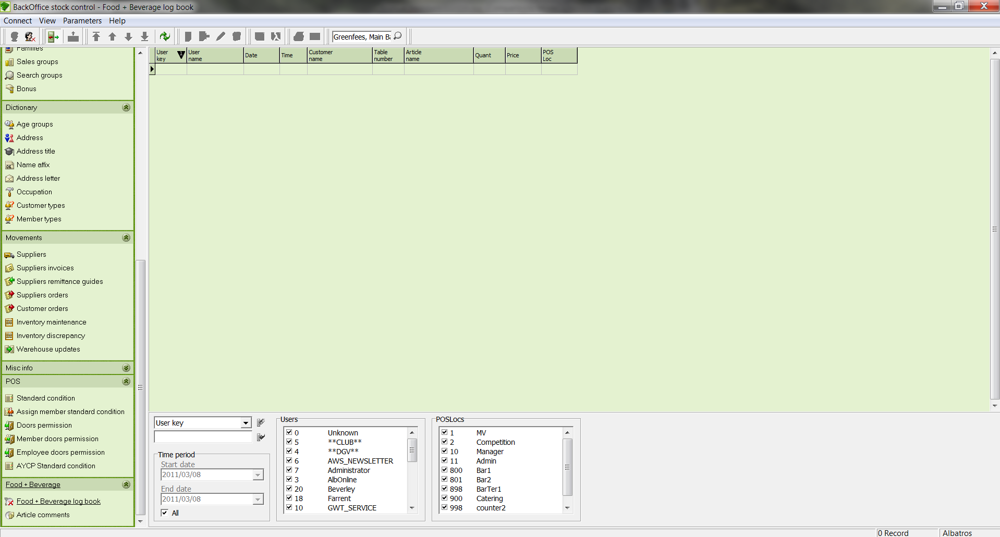 BackOffice stock control - Food + Beverage log book
Connect View Parameters Help
Greenfees, Main B
Families
Sales groups
Search groups
Bonus
Dictionary
Age groups
Address
Address title
Name affix
Address letter
Occupation
Customer types
Member types
Movements
Suppliers
Suppliers invoices
Suppliers remittance guides
Suppliers orders
Customer orders
Inventory maintenance
Inventory discrepancy
Warehouse updates
Misc info
POS
Standard condition
Assign member standard condition
Doors permission
Member doors permission
Employee doors permission
AYCP Standard condition
Food + Beverage
Food + Beverage log book
Article comments
User key
1
User name
Date
Time
Customer name
Table number
Article name
Quant
Price
POS Loc
User key
Time period
Start date
2011/03/08
End date
2011/03/08
All
Users
0 Unknown
5 **CLUB**
4 **DGV**
6 AWS_NEWSLETTER
7 Administrator
3 AlbOnline
20 Beverley
18 Farrent
10 GWT_SERVICE
POSLocs
1 MV
2 Competition
10 Manager
11 Admin
800 Bar1
801 Bar2
898 BarTer1
900 Catering
998 counter2
0 Record
Albatros